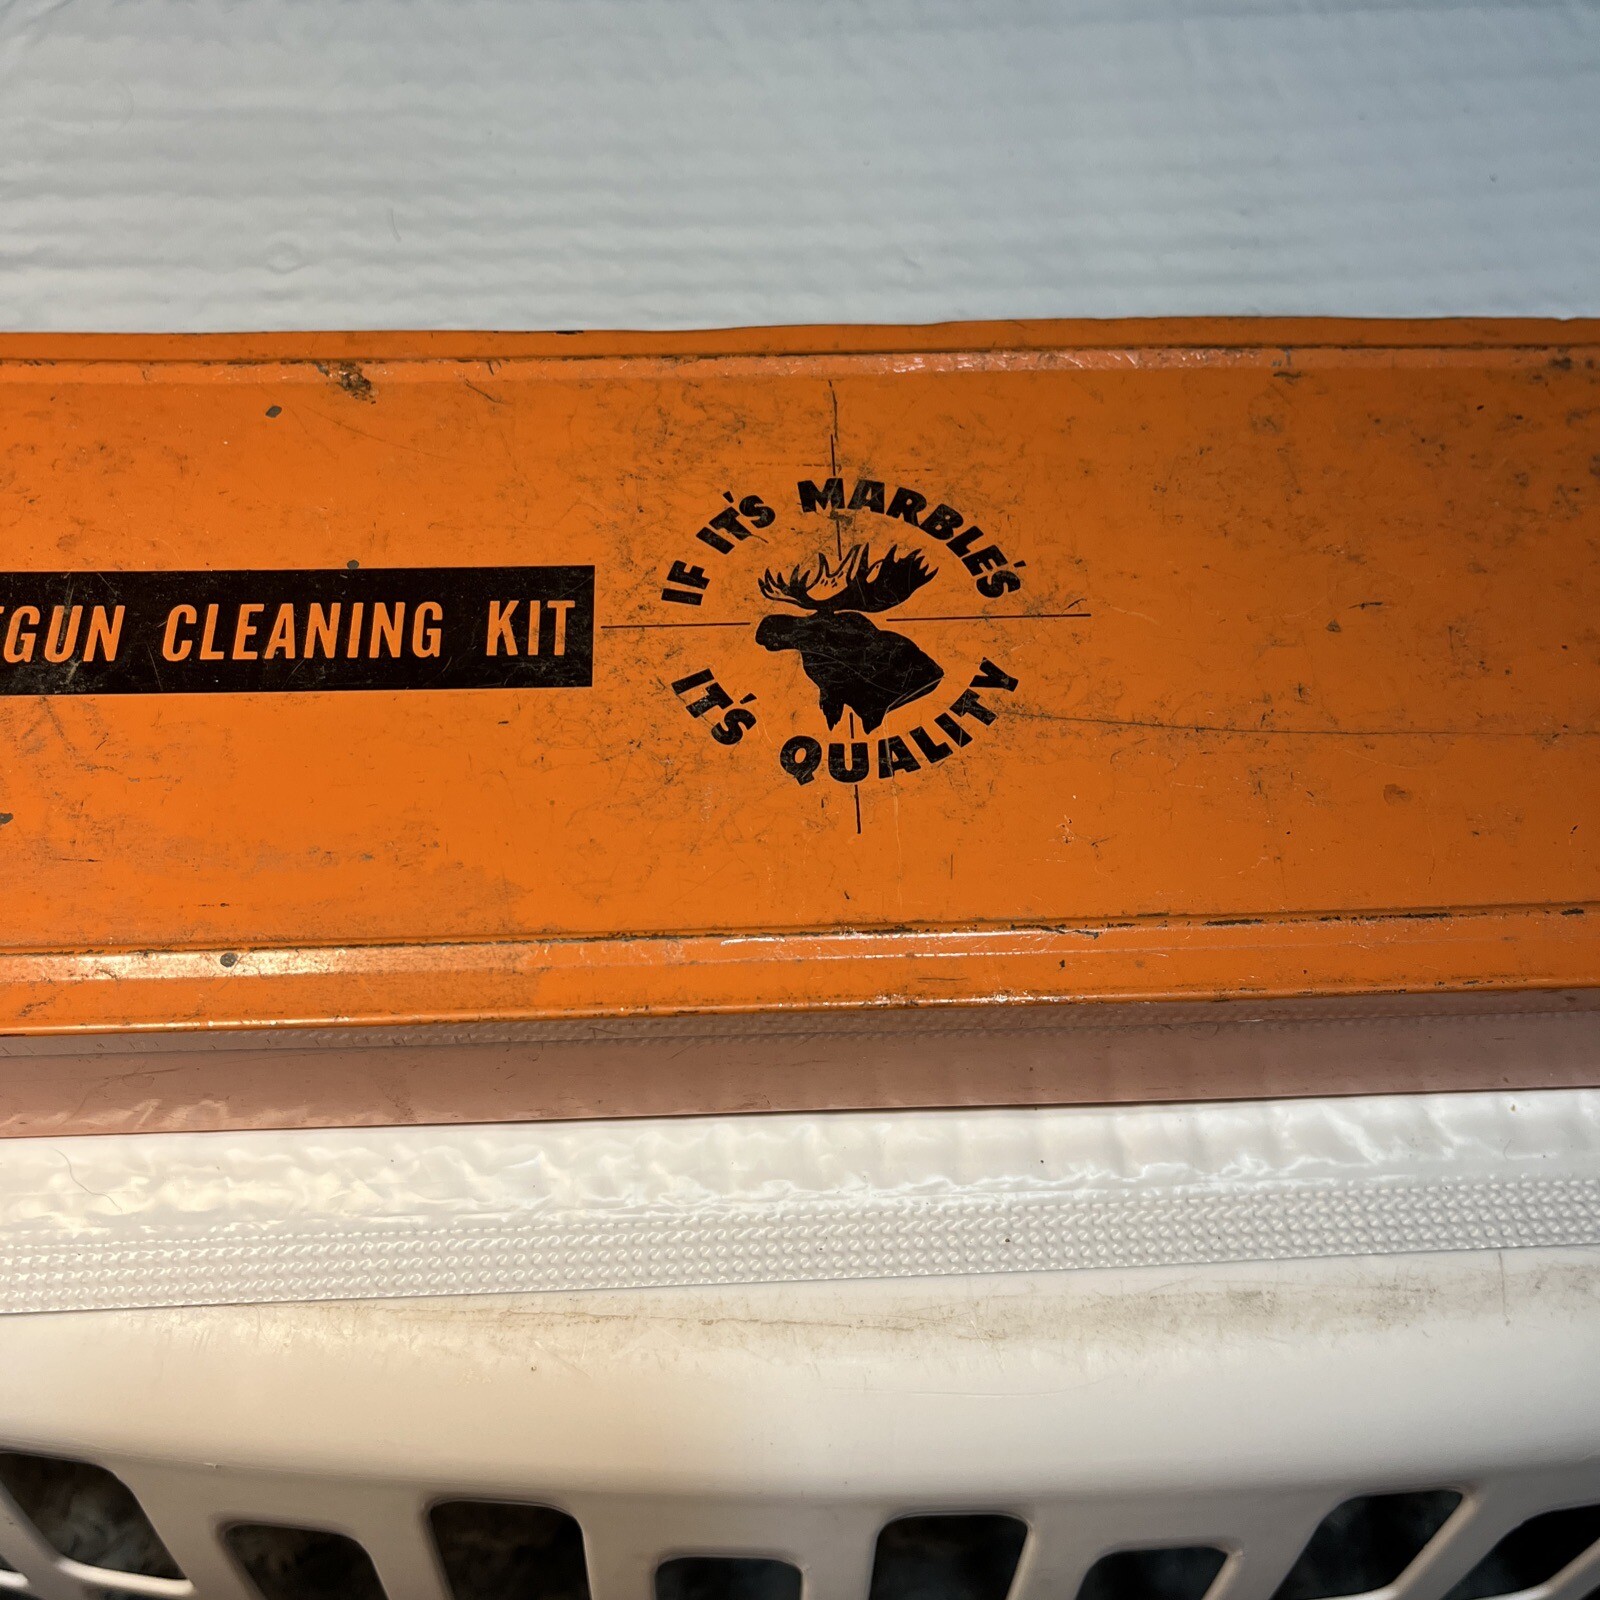 GUN CLEANING KIT
IF IT'S MARBLE'S
IT'S QUALITY